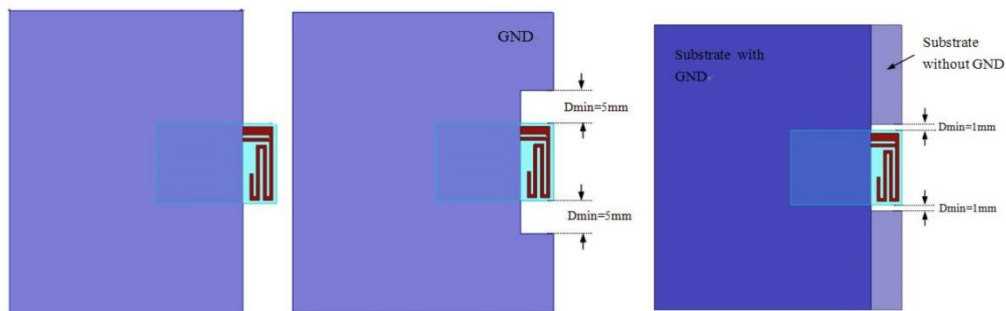 GND
Dmin=5mm
Dmin=5mm
Substrate with
GND
Substrate
without GND
Dmin=1mm
Dmin=1mm